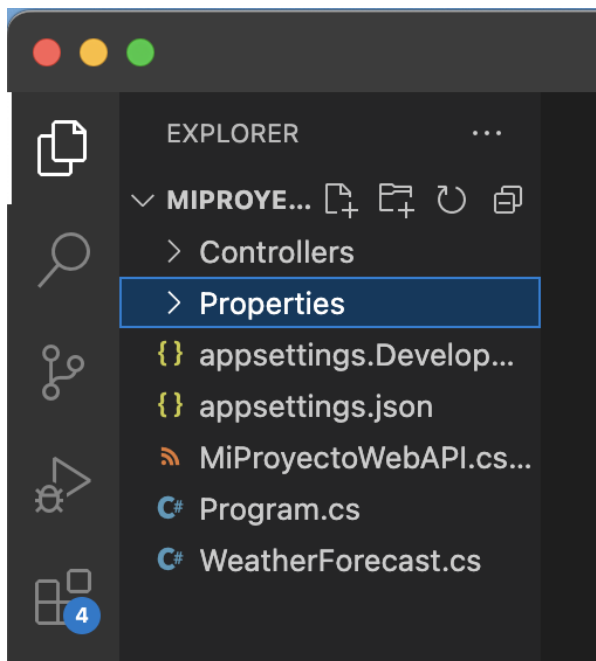 EXPLORER
MIPROYE...
Controllers
Properties
{} appsettings.Develop...
{} appsettings.json
MiProyectoWebAPI.cs...
C# Program.cs
C# WeatherForecast.cs
4